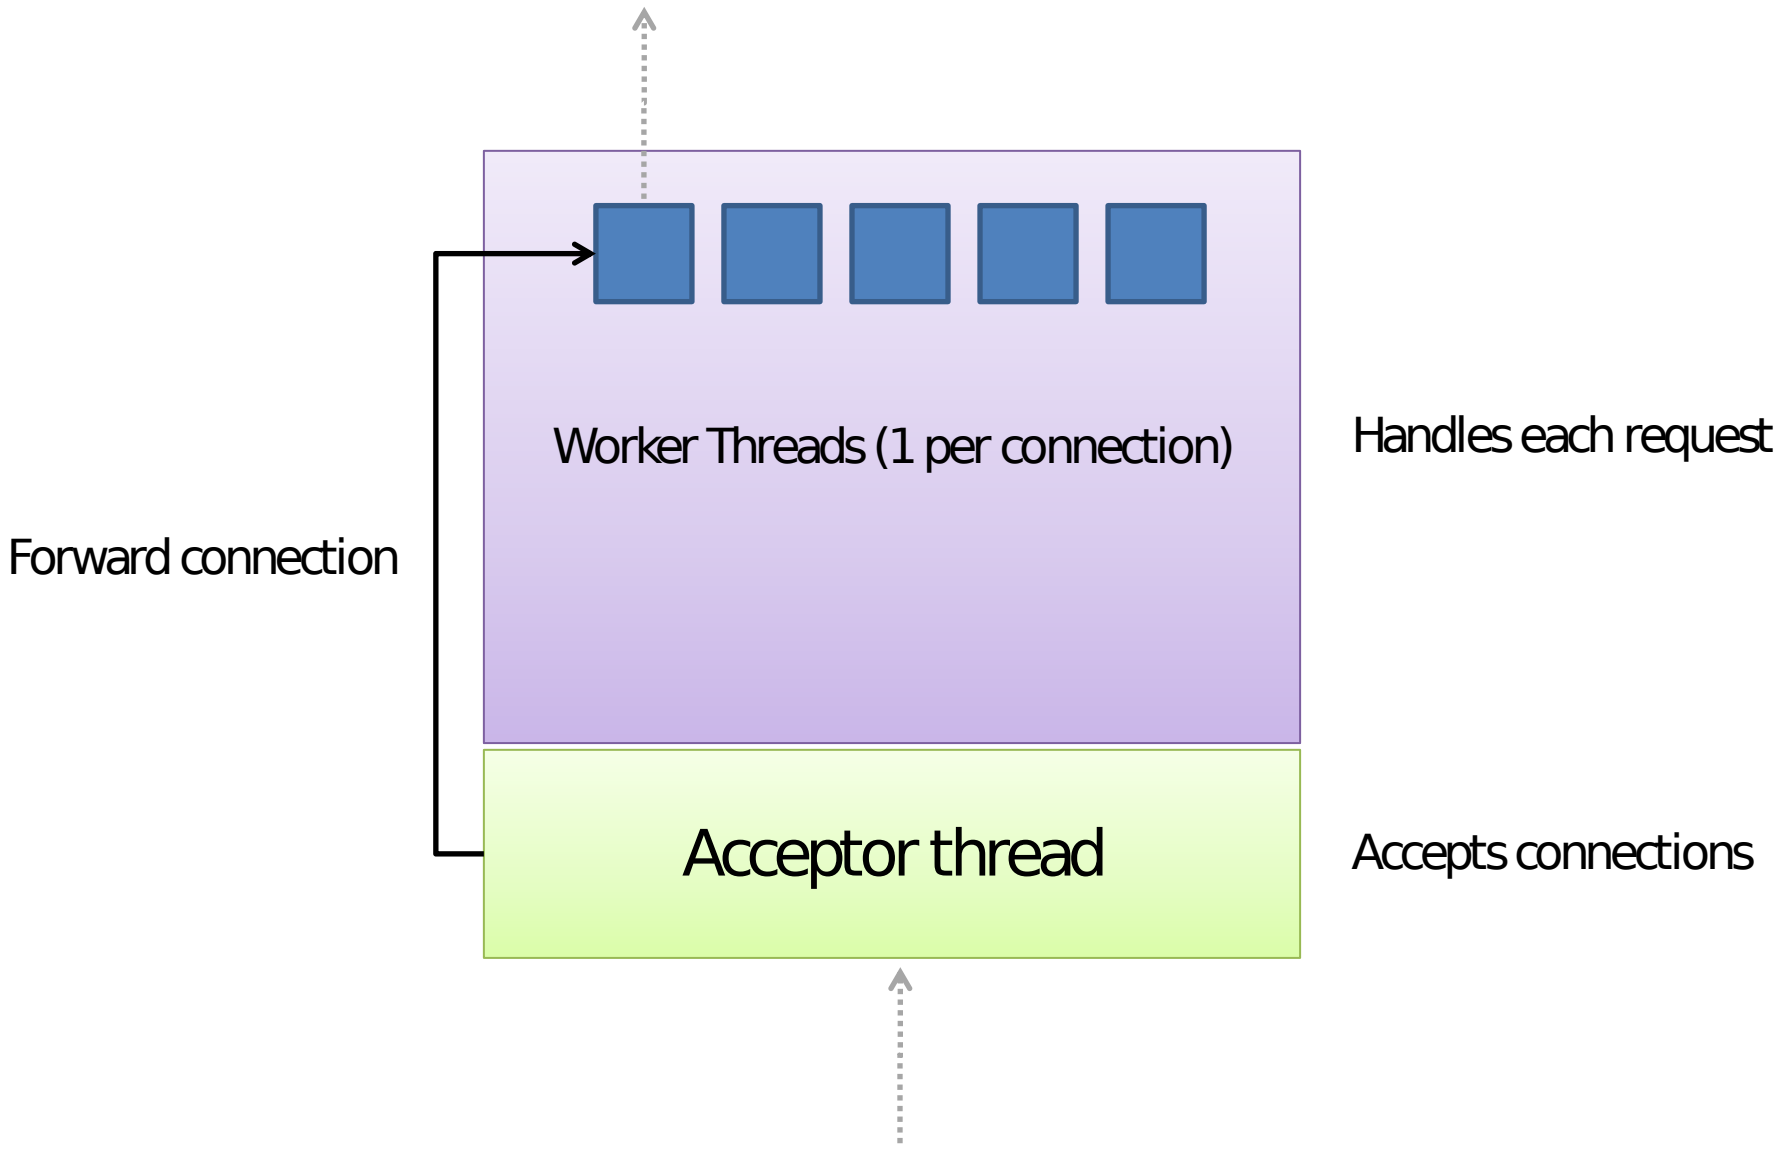 Worker Threads (1 per connection)
Handles each request
Forward connection
Acceptor thread
Accepts connections